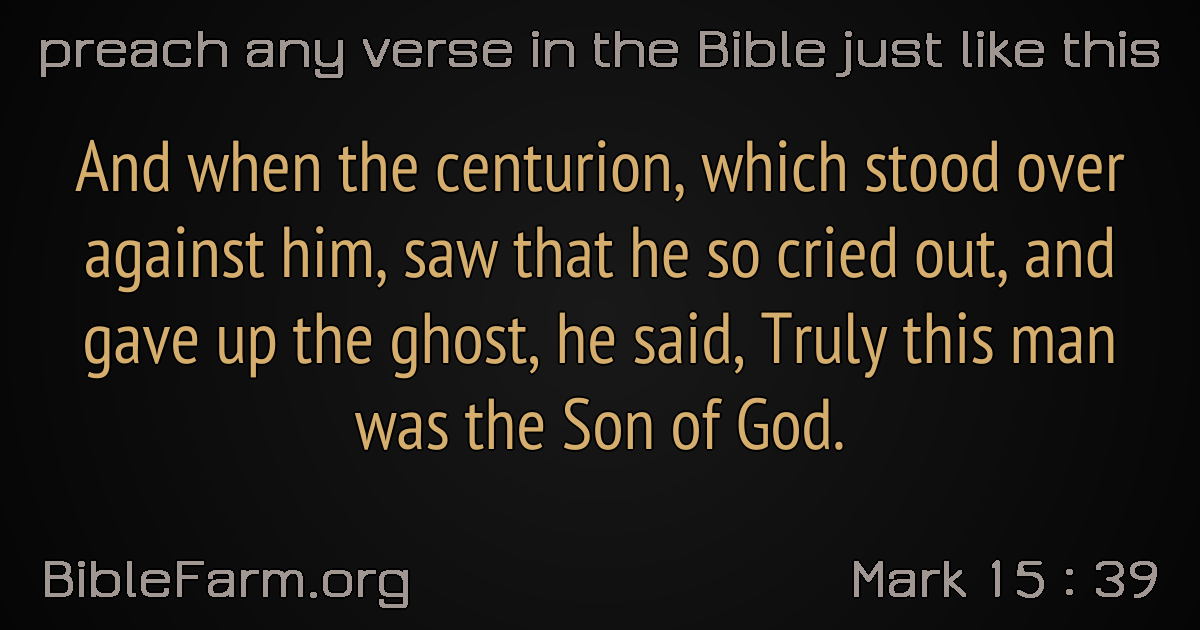 preach any verse in the Bible just like this
And when the centurion, which stood over
against him, saw that he so cried out, and
gave up the ghost, he said, Truly this man
was the Son of God.
BibleFarm.org
Mark 15 : 39